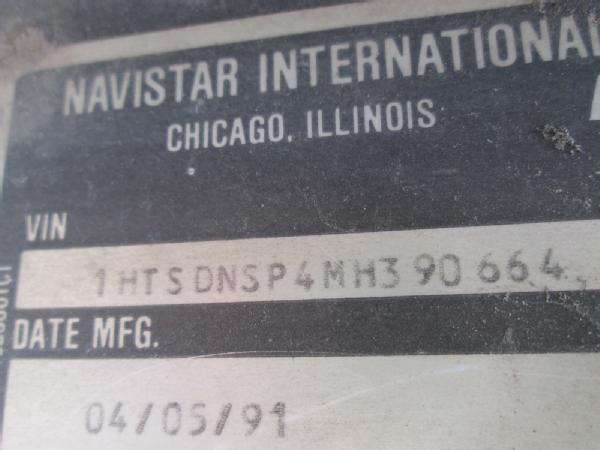 NAVISTAR INTERNATIONAL
CHICAGO, ILLINOIS
VIN
1HTSDNSP4MH390664
DATE MFG.
04/05/91